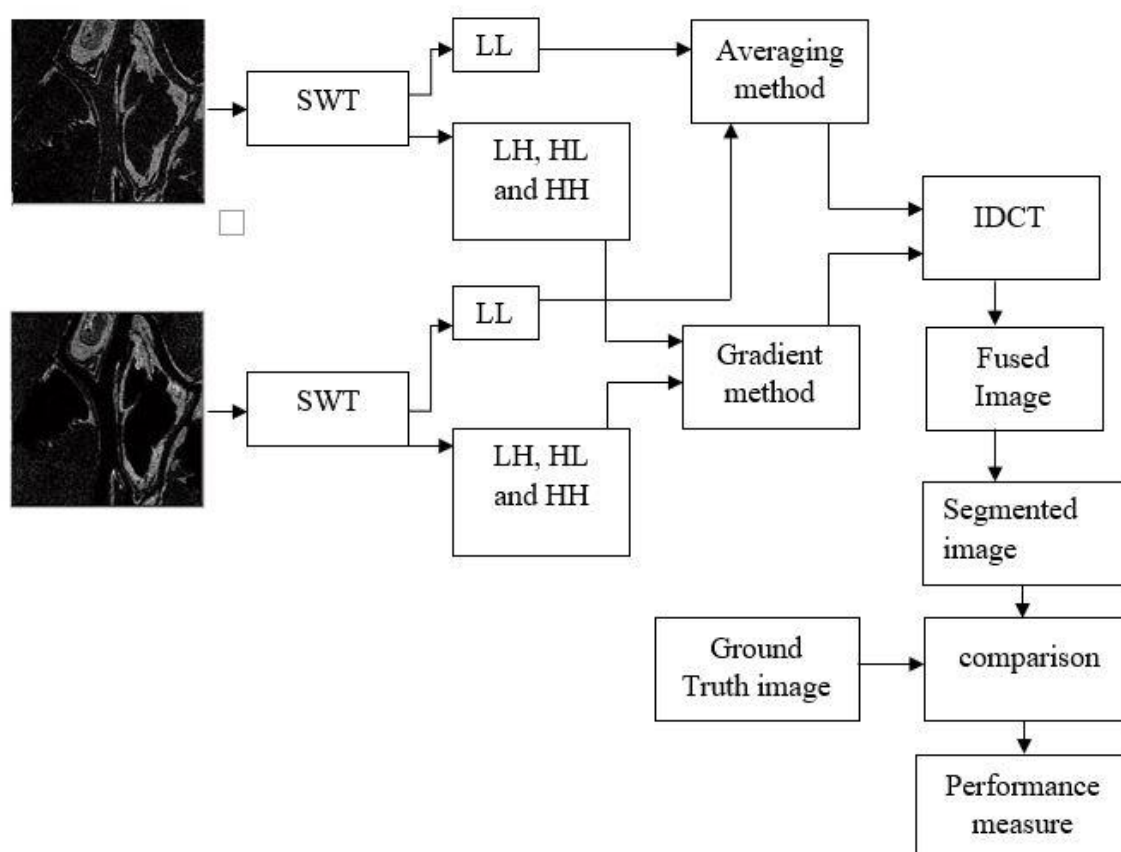 LL
Averaging
method
SWT
LH, HL
and HH
IDCT
LL
Gradient
method
Fused
Image
SWT
LH, HL
and HH
Segmented
image
Ground
Truth image
comparison
Performance
measure